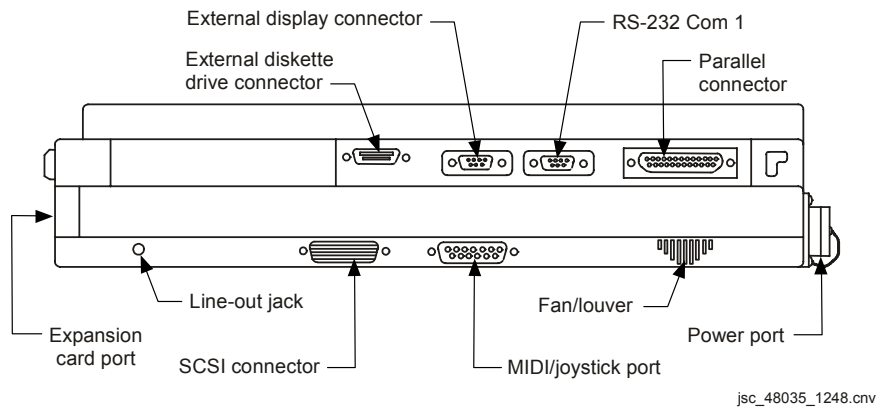 External display connector
RS-232 Com 1
External diskette
drive connector
Parallel
connector
Line-out jack
Fan/louver
Expansion
card port
Power port
SCSI connector
MIDI/joystick port
jsc_48035_1248.cnv